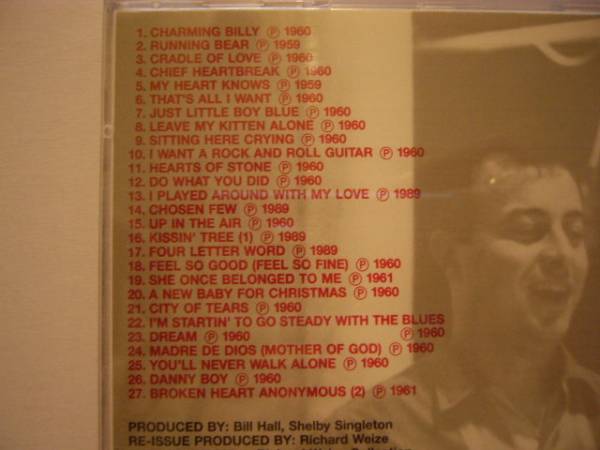 1. CHARMING BILLY Ⓟ 1960
2. RUNNING BEAR Ⓟ 1959
3. CRADLE OF LOVE Ⓟ 1960
4. CHIEF HEARTBREAK Ⓟ 1960
5. MY HEART KNOWS Ⓟ 1959
6. THAT'S ALL I WANT Ⓟ 1960
7. JUST LITTLE BOY BLUE Ⓟ 1960
8. LEAVE MY KITTEN ALONE Ⓟ 1960
9. SITTING HERE CRYING Ⓟ 1960
10. I WANT A ROCK AND ROLL GUITAR Ⓟ 1960
11. HEARTS OF STONE Ⓟ 1960
12. DO WHAT YOU DID Ⓟ 1960
13. I PLAYED AROUND WITH MY LOVE Ⓟ 1989
14. CHOSEN FEW Ⓟ 1989
15. UP IN THE AIR Ⓟ 1960
16. KISSIN' TREE (1) Ⓟ 1989
17. FOUR LETTER WORD Ⓟ 1989
18. FEEL SO GOOD (FEEL SO FINE) Ⓟ 1960
19. SHE ONCE BELONGED TO ME Ⓟ 1961
20. A NEW BABY FOR CHRISTMAS Ⓟ 1960
21. CITY OF TEARS Ⓟ 1960
22. I'M STARTIN' TO GO STEADY WITH THE BLUES
23. DREAM Ⓟ 1960 Ⓟ 1960
24. MADRE DE DIOS (MOTHER OF GOD) Ⓟ 1960
25. YOU'LL NEVER WALK ALONE Ⓟ 1960
26. DANNY BOY Ⓟ 1960
27. BROKEN HEART ANONYMOUS (2) Ⓟ 1961
PRODUCED BY: Bill Hall, Shelby Singleton
RE-ISSUE PRODUCED BY: Richard Weize